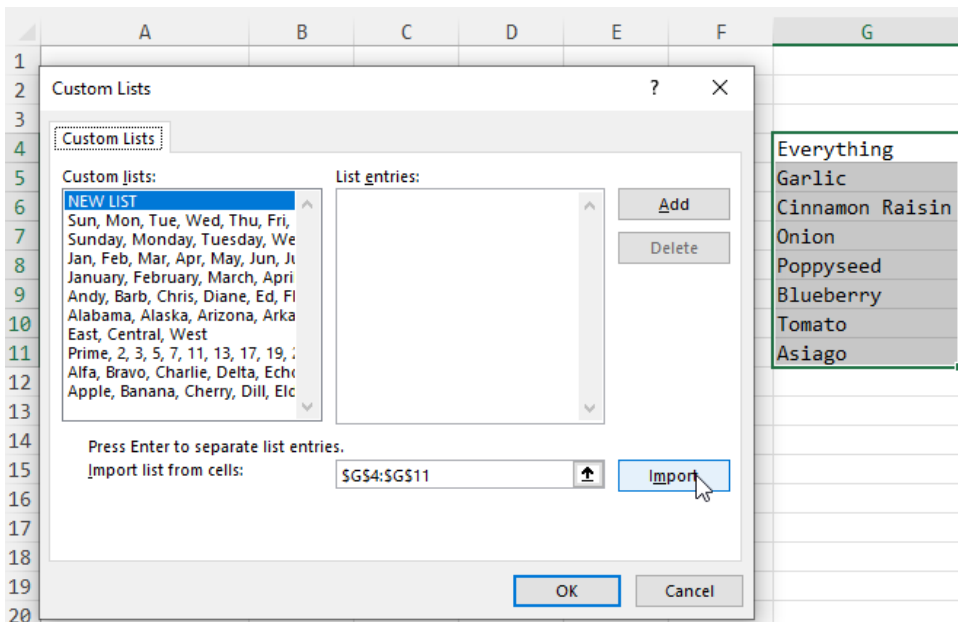 A B C D E F G
1
2
3
4
5
6
7
8
9
10
11
12
13
14
15
16
17
18
19
20
Custom Lists
? ×
Custom Lists
Custom lists:
NEW LIST
Sun, Mon, Tue, Wed, Thu, Fri,
Sunday, Monday, Tuesday, We
Jan, Feb, Mar, Apr, May, Jun, Ju
January, February, March, Apri
Andy, Barb, Chris, Diane, Ed, Fl
Alabama, Alaska, Arizona, Arka
East, Central, West
Prime, 2, 3, 5, 7, 11, 13, 17, 19,
Alfa, Bravo, Charlie, Delta, Echo
Apple, Banana, Cherry, Dill, Eld
List entries:
Add
Delete
Press Enter to separate list entries.
Import list from cells:
$G$4:$G$11
Import
OK
Cancel
Everything
Garlic
Cinnamon Raisin
Onion
Poppyseed
Blueberry
Tomato
Asiago